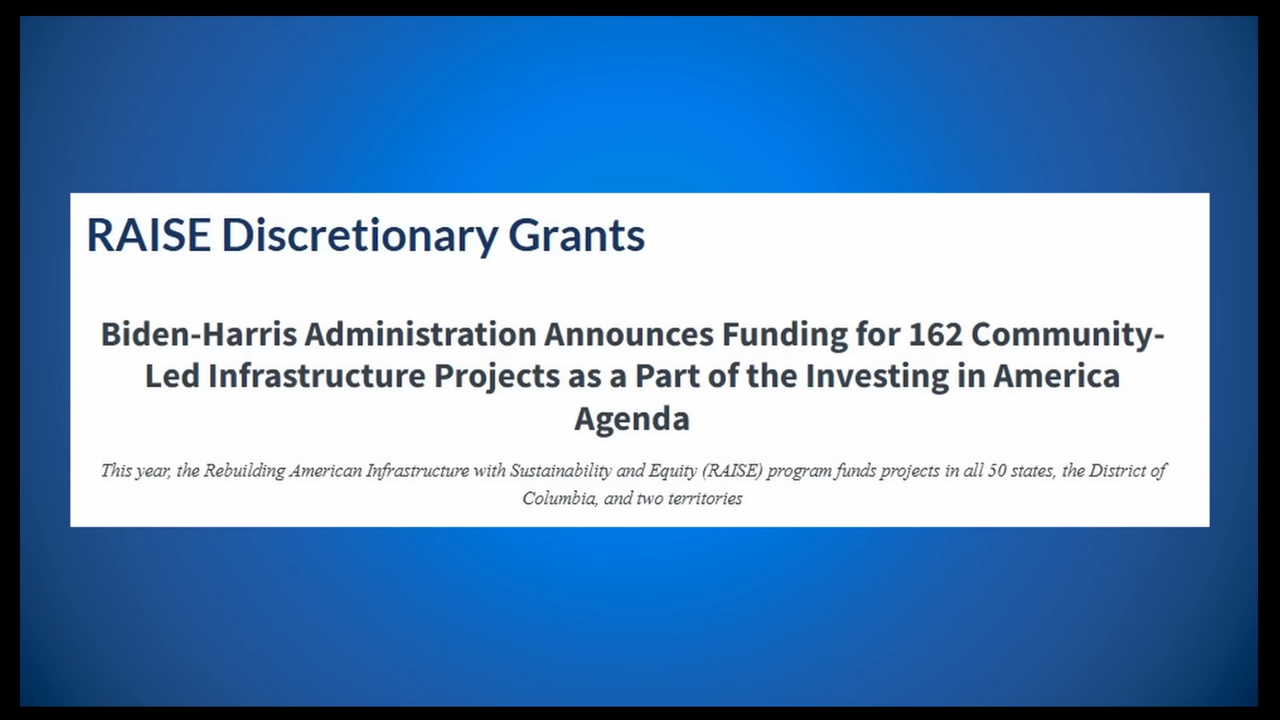 RAISE Discretionary Grants
Biden-Harris Administration Announces Funding for 162 Community-
Led Infrastructure Projects as a Part of the Investing in America
Agenda
This year, the Rebuilding American Infrastructure with Sustainability and Equity (RAISE) program funds projects in all 50 states, the District of
Columbia, and two territories